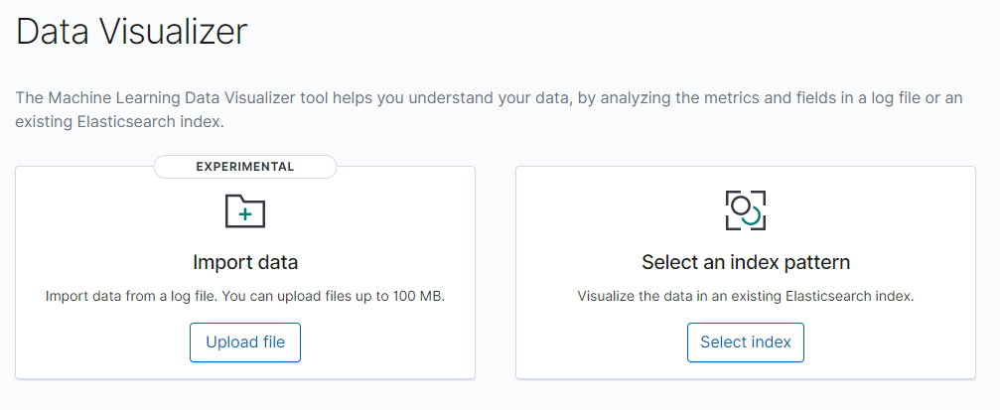 Data Visualizer
The Machine Learning Data Visualizer tool helps you understand your data, by analyzing the metrics and fields in a log file or an
existing Elasticsearch index.
EXPERIMENTAL
Import data
Import data from a log file. You can upload files up to 100 MB.
Upload file
Select an index pattern
Visualize the data in an existing Elasticsearch index.
Select index